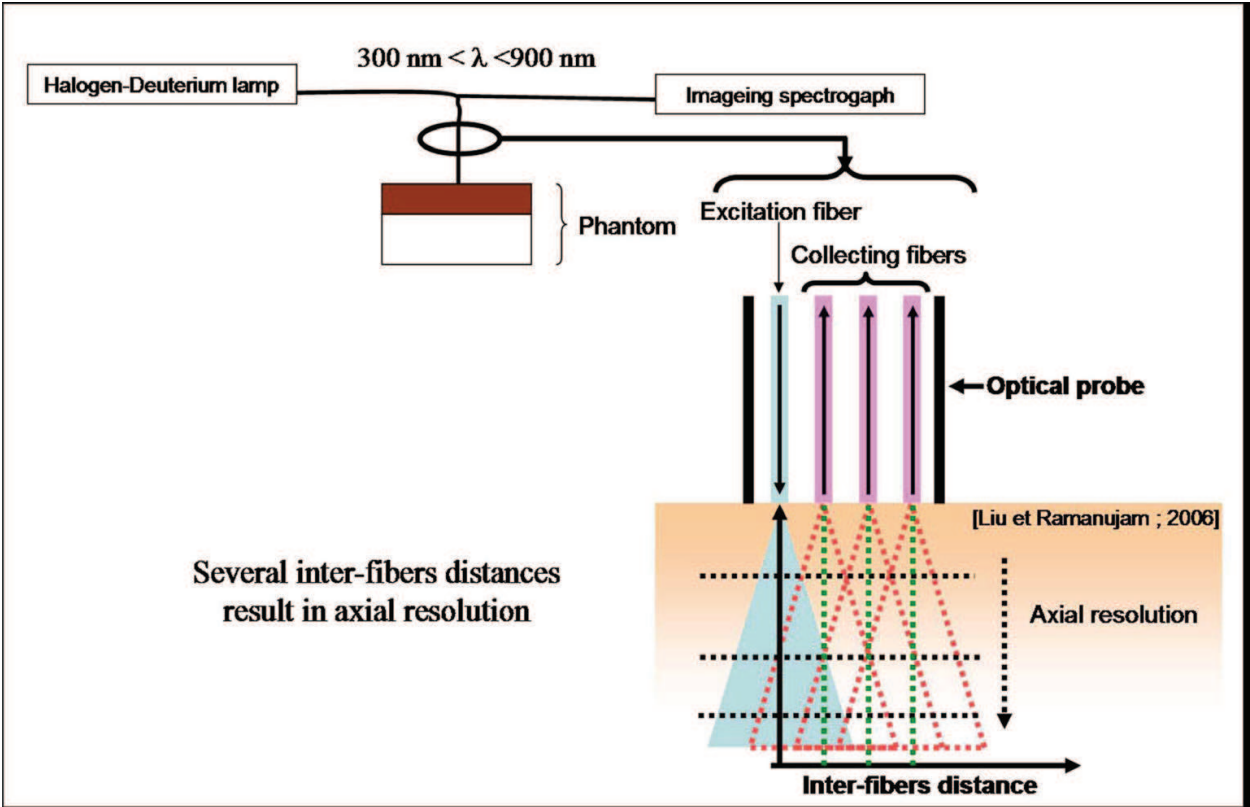 300 nm < λ <900 nm
Halogen-Deuterium lamp
Imageing spectrogaph
Phantom
Excitation fiber
Collecting fibers
Optical probe
[Liu et Ramanujam ; 2006]
Several inter-fibers distances
result in axial resolution
Axial resolution
Inter-fibers distance